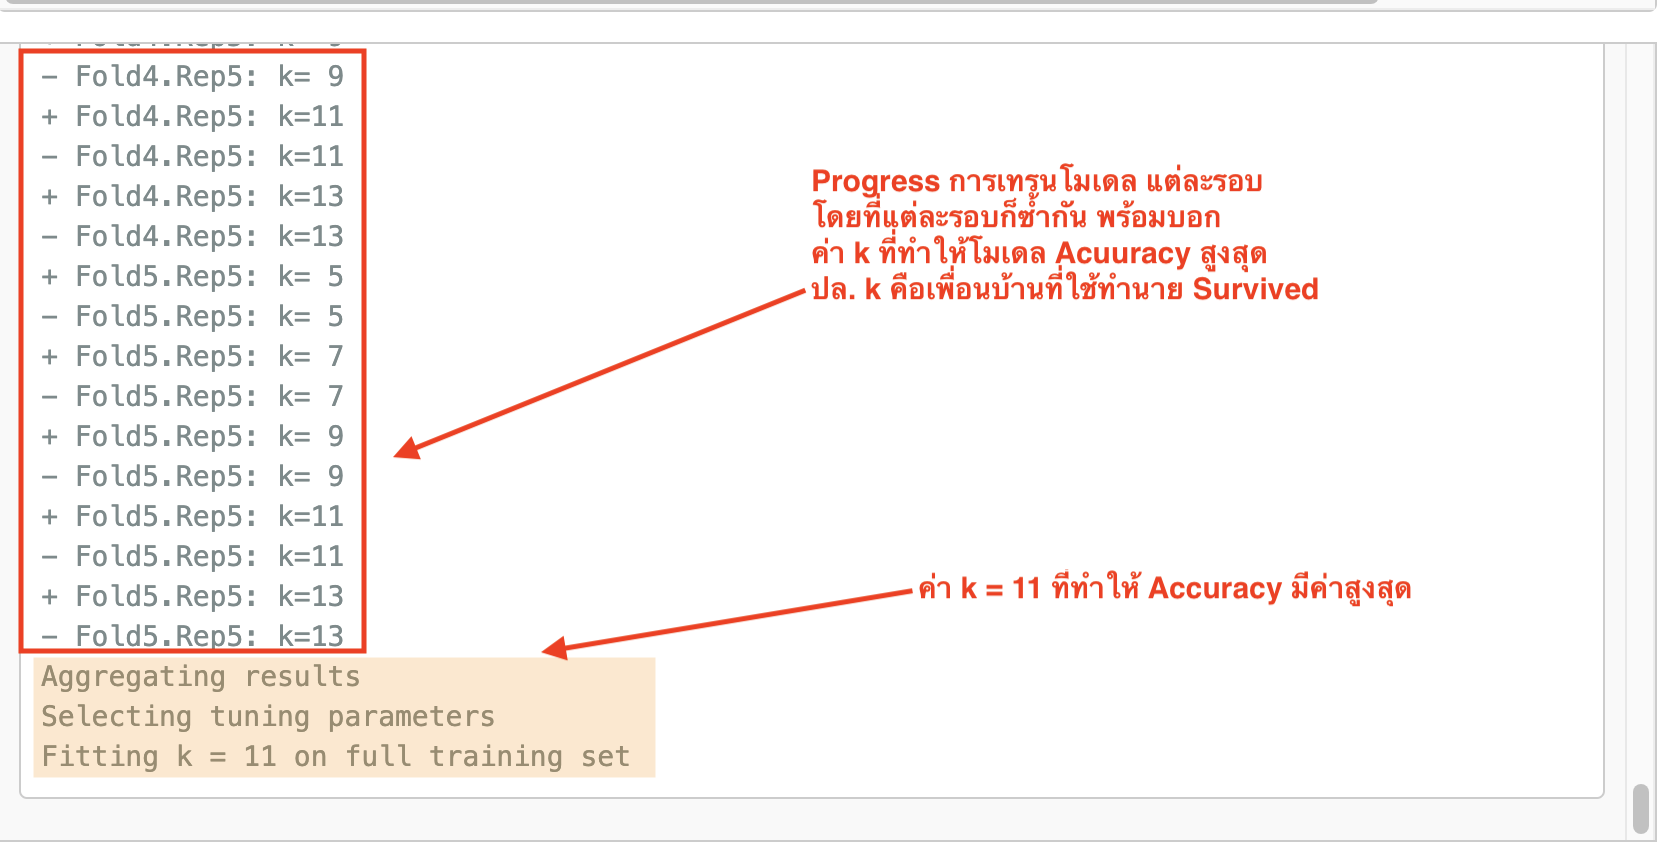 - Fold4.Rep5: k= 9
+ Fold4.Rep5: k=11
- Fold4.Rep5: k=11
+ Fold4.Rep5: k=13
- Fold4.Rep5: k=13
+ Fold5.Rep5: k= 5
- Fold5.Rep5: k= 5
+ Fold5.Rep5: k= 7
- Fold5.Rep5: k= 7
+ Fold5.Rep5: k= 9
- Fold5.Rep5: k= 9
+ Fold5.Rep5: k=11
- Fold5.Rep5: k=11
+ Fold5.Rep5: k=13
- Fold5.Rep5: k=13
Aggregating results
Selecting tuning parameters
Fitting k = 11 on full training set
Progress การเทรนโมเดล แต่ละรอบ
โดยที่แต่ละรอบก็ซ้ำกัน พร้อมบอก
ค่า k ที่ทำให้โมเดล Acuuracy สูงสุด
ปล. k คือเพื่อนบ้านที่ใช้ทำนาย Survived
ค่า k = 11 ที่ทำให้ Accuracy มีค่าสูงสุด